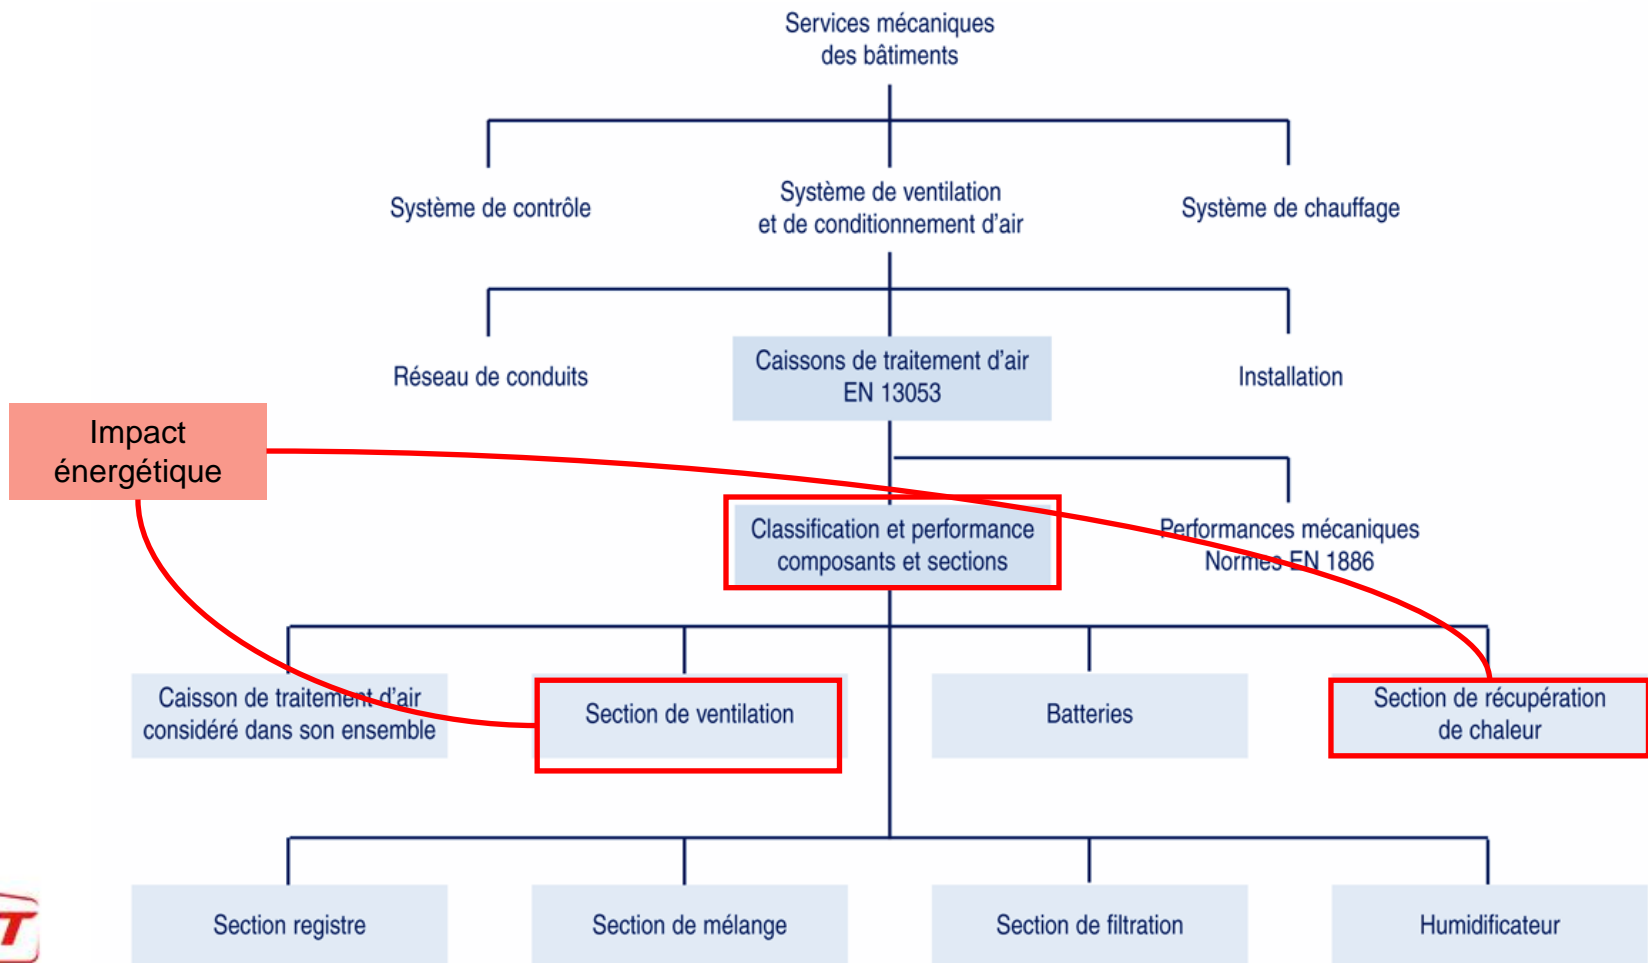 Services mécaniques
des bâtiments
Système de contrôle
Système de ventilation
et de conditionnement d'air
Système de chauffage
Réseau de conduits
Caissons de traitement d'air
EN 13053
Installation
Impact
énergétique
Classification et performance
composants et sections
Performances mécaniques
Normes EN 1886
Caisson de traitement d'air
considéré dans son ensemble
Section de ventilation
Batteries
Section de récupération
de chaleur
Section registre
Section de mélange
Section de filtration
Humidificateur
T